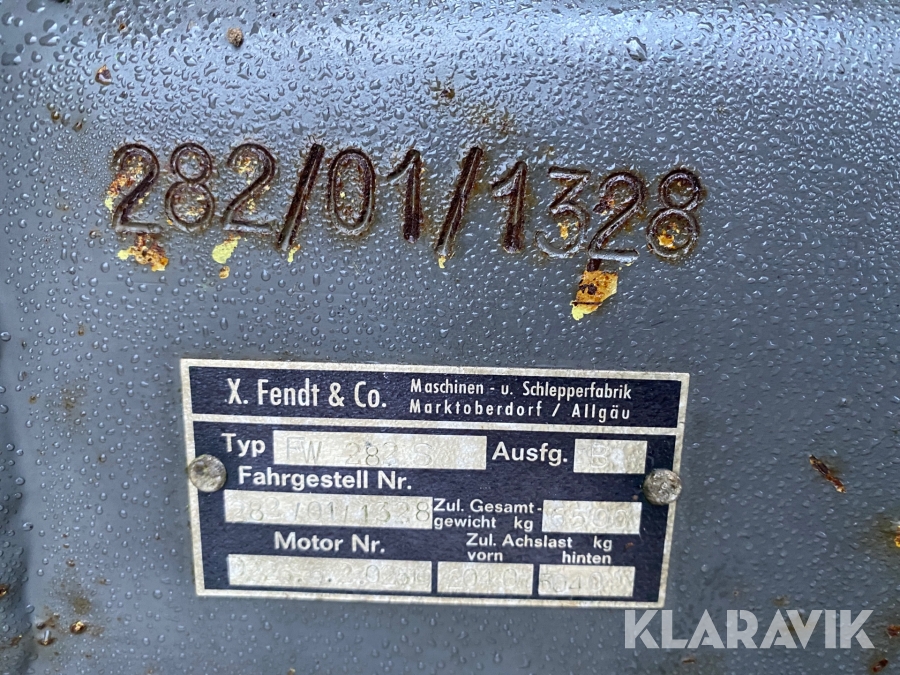 282/01/1328
X. Fendt & Co. Maschinen - u. Schlepperfabrik
Marktoberdorf / Allgäu
Typ FW 282 S Ausfg.
Fahrgestell Nr.
282/01/1328 Zul. Gesamt-
gewicht kg
Motor Nr. Zul. Achslast kg
vorn hinten
KLARAVIK